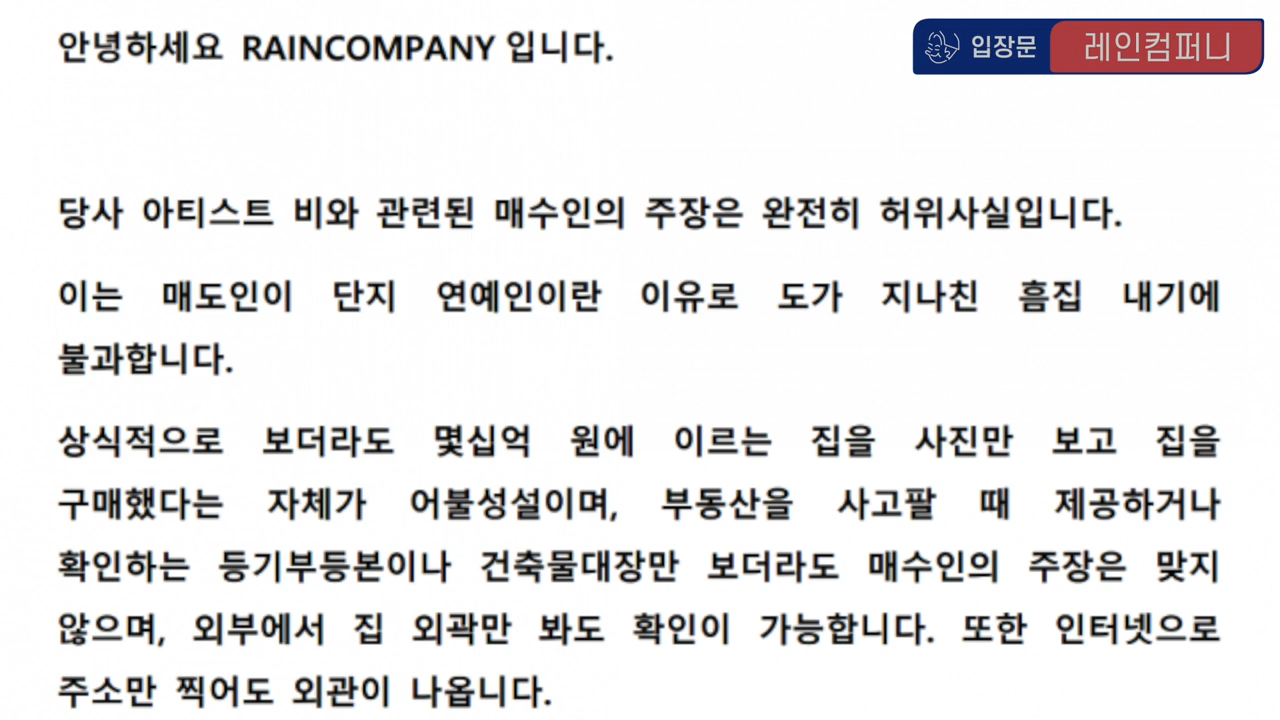 안녕하세요 RAINCOMPANY 입니다.
입장문 레인컴퍼니
당사 아티스트 비와 관련된 매수인의 주장은 완전히 허위사실입니다.
이는 매도인이 단지 연예인이란 이유로 도가 지나친 흠집 내기에
불과합니다.
상식적으로 보더라도 몇십억 원에 이르는 집을 사진만 보고 집을
구매했다는 자체가 어불성설이며, 부동산을 사고팔 때 제공하거나
확인하는 등기부등본이나 건축물대장만 보더라도 매수인의 주장은 맞지
않으며, 외부에서 집 외곽만 봐도 확인이 가능합니다. 또한 인터넷으로
주소만 찍어도 외관이 나옵니다.